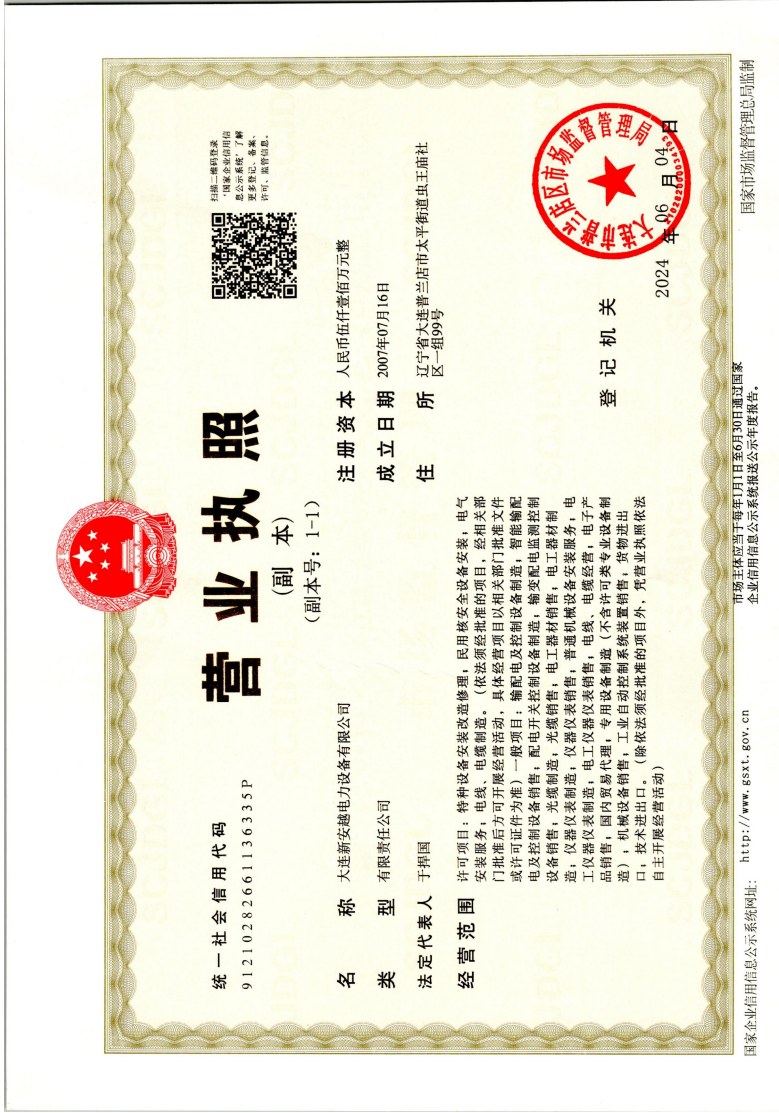 营业执照
(副 本)
(副本号: 1-1)
统一社会信用代码
91210282661136335P
扫描二维码登录
‘国家企业信用信
息公示系统’了解
更多登记、备案、
许可、监管信息。
名 称 大连新安越电力设备有限公司
类 型 有限责任公司
法定代表人 于捍国
经营范围 许可项目：特种设备安装改造修理；民用核安全设备安装；电气
安装服务；电线、电缆制造。（依法须经批准的项目，经相关部
门批准后方可开展经营活动，具体经营项目以相关部门批准文件
或许可证件为准）一般项目：输配电及控制设备制造；智能输配
电及控制设备销售；配电开关控制设备制造；输变配电监测控制
设备销售；光缆制造；光缆销售；电工器材销售；电工器材制
造；仪器仪表制造；仪器仪表销售；普通机械设备安装服务；电
工仪器仪表制造；电工仪器仪表销售；电线、电缆经营；电子产
品销售；国内贸易代理；专用设备制造（不含许可类专业设备制
造）；机械设备销售；工业自动控制系统装置销售；货物进出
口；技术进出口。（除依法须经批准的项目外，凭营业执照依法
自主开展经营活动）
注册资本 人民币伍仟壹佰万元整
成立日期 2007年07月16日
住 所 辽宁省大连普兰店市太平街道虫王庙社
区一组99号
登记机关
大连市普兰店区市场监督管理局
2024 年 06 月 04 日
国家企业信用信息公示系统网址: http://www.gsxt.gov.cn
市场主体应当于每年1月1日至6月30日通过国家
企业信用信息公示系统报送公示年度报告。
国家市场监督管理总局监制